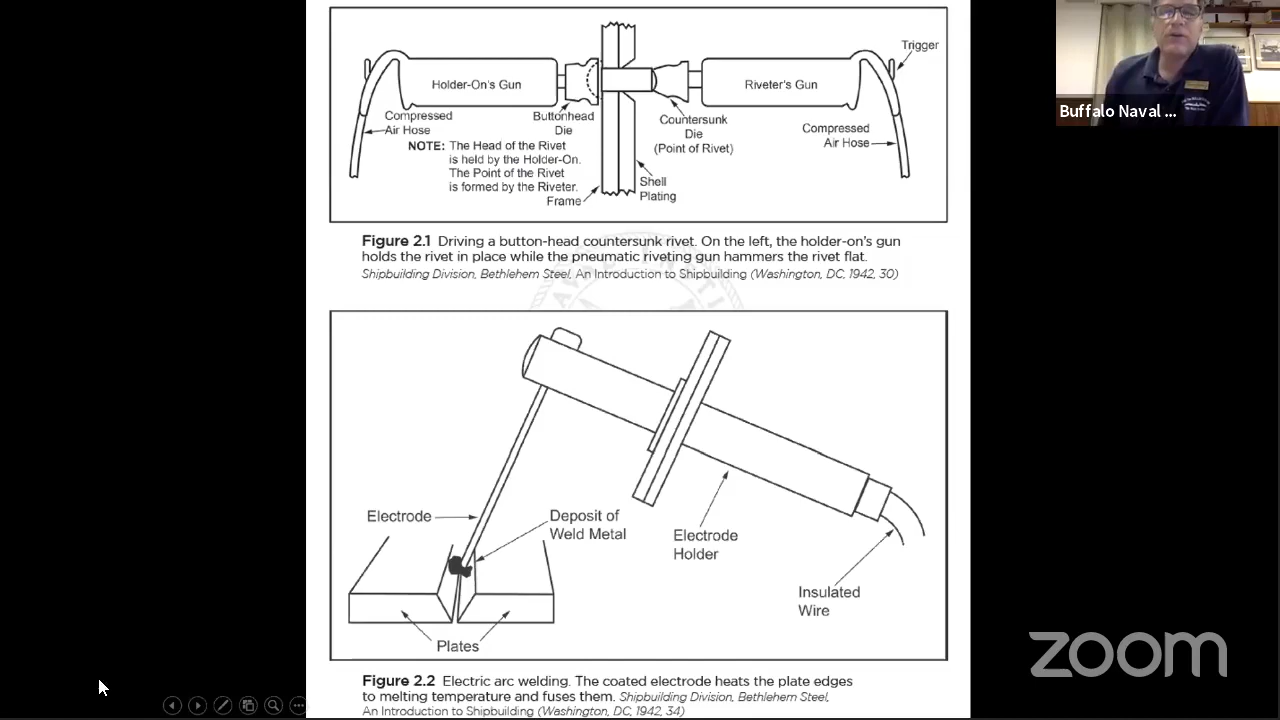 Holder-On's Gun
Riveter's Gun
Trigger
Compressed
Air Hose
Buttonhead
Die
Countersunk
Die
(Point of Rivet)
Compressed
Air Hose
NOTE: The Head of the Rivet
is held by the Holder-On.
The Point of the Rivet
is formed by the Riveter.
Frame
Shell
Plating
Figure 2.1 Driving a button-head countersunk rivet. On the left, the holder-on's gun
holds the rivet in place while the pneumatic riveting gun hammers the rivet flat.
Shipbuilding Division, Bethlehem Steel, An Introduction to Shipbuilding (Washington, DC, 1942, 30)
Electrode
Deposit of
Weld Metal
Electrode
Holder
Insulated
Wire
Plates
Figure 2.2 Electric arc welding. The coated electrode heats the plate edges
to melting temperature and fuses them. Shipbuilding Division, Bethlehem Steel,
An Introduction to Shipbuilding (Washington, DC, 1942, 34)
Buffalo Naval ...
zoom